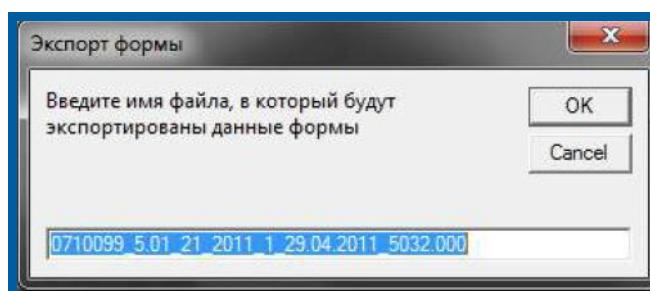 Экспорт формы
Введите имя файла, в который будут
экспортированы данные формы
OK
Cancel
0710099_5.01_21_2011_1_29.04.2011_5032.000